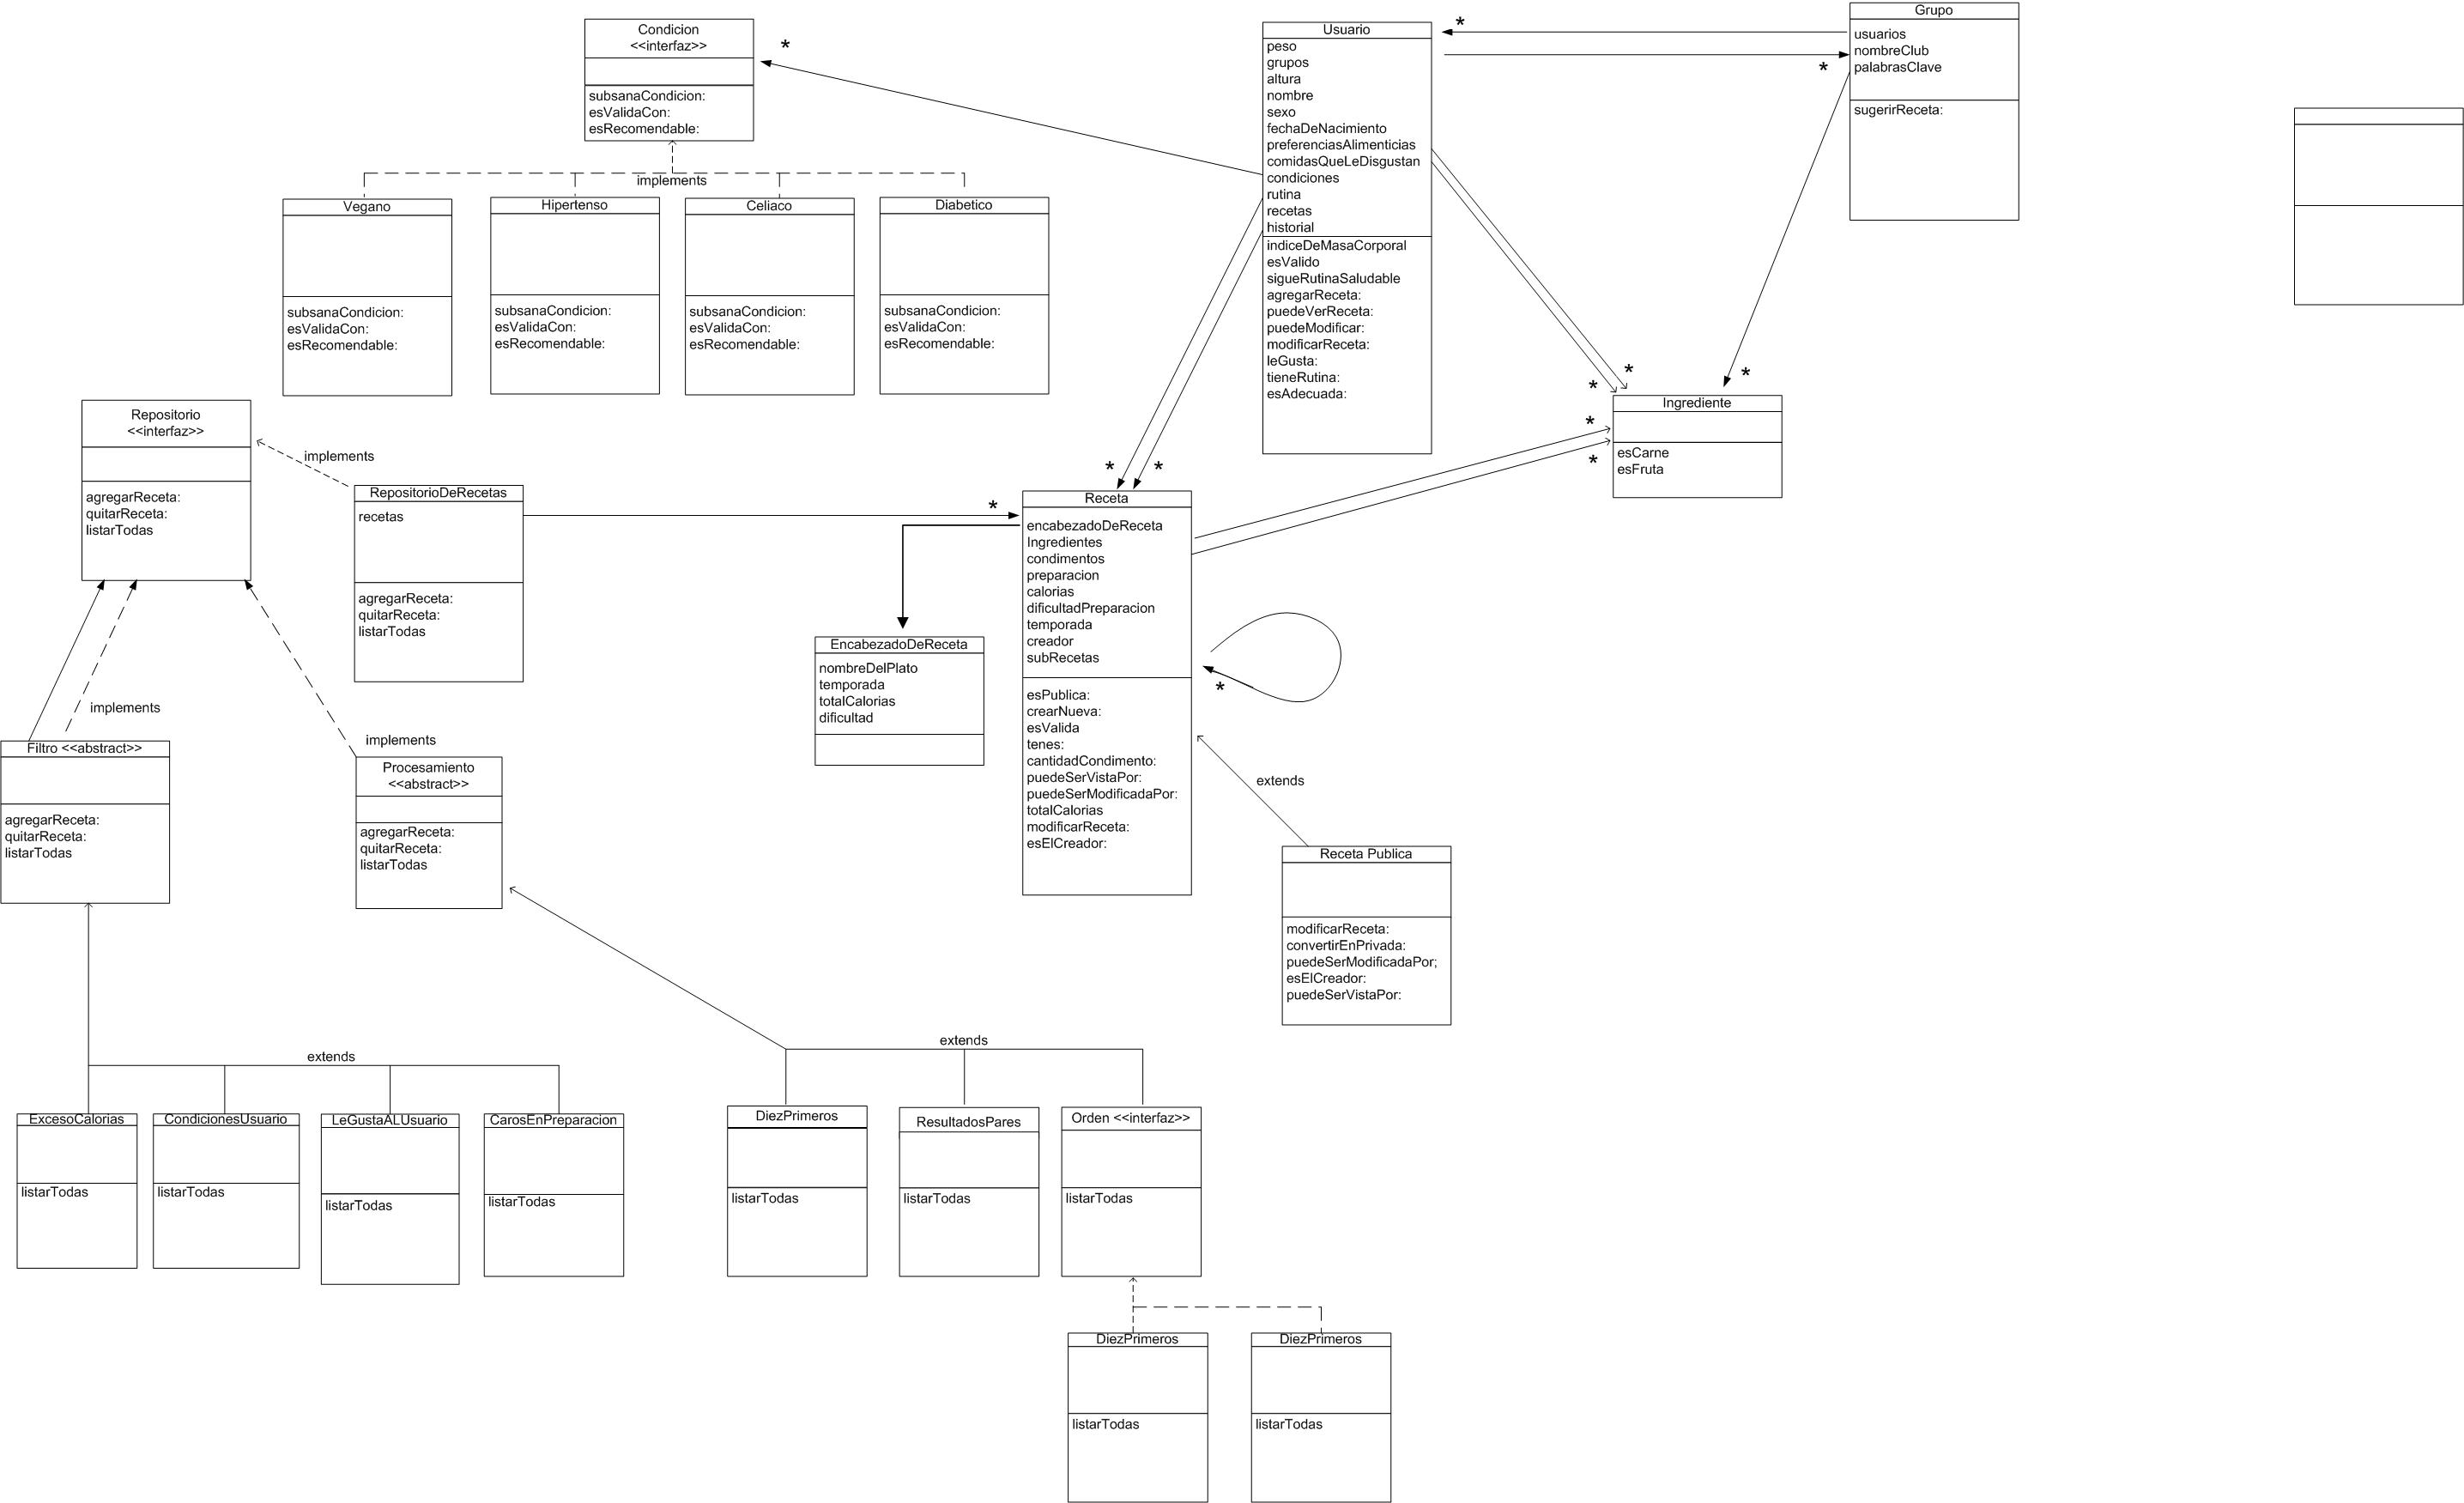 Condicion
<<interfaz>>
subsanaCondicion:
esValidaCon:
esRecomendable:
*
Usuario
peso
grupos
altura
nombre
sexo
fechaDeNacimiento
preferenciasAlimenticias
comidasQueLeDisgustan
condiciones
rutina
recetas
historial
indiceDeMasaCorporal
esValido
sigueRutinaSaludable
agregarReceta:
puedeVerReceta:
puedeModificar:
modificarReceta:
leGusta:
tieneRutina:
esAdecuada:
*
*
Grupo
usuarios
nombreClub
palabrasClave
sugerirReceta:
implements
Vegano
subsanaCondicion:
esValidaCon:
esRecomendable:
Hipertenso
subsanaCondicion:
esValidaCon:
esRecomendable:
Celiaco
subsanaCondicion:
esValidaCon:
esRecomendable:
Diabetico
subsanaCondicion:
esValidaCon:
esRecomendable:
*
*
*
Ingrediente
esCarne
esFruta
*
*
Repositorio
<<interfaz>>
agregarReceta:
quitarReceta:
listarTodas
implements
RepositorioDeRecetas
recetas
agregarReceta:
quitarReceta:
listarTodas
*
*
*
Receta
encabezadoDeReceta
Ingredientes
condimentos
preparacion
calorias
dificultadPreparacion
temporada
creador
subRecetas
esPublica:
crearNueva:
esValida
tenes:
cantidadCondimento:
puedeSerVistaPor:
puedeSerModificadaPor:
totalCalorias
modificarReceta:
esElCreador:
*
EncabezadoDeReceta
nombreDelPlato
temporada
totalCalorias
dificultad
extends
Receta Publica
modificarReceta:
convertirEnPrivada:
puedeSerModificadaPor;
esElCreador:
puedeSerVistaPor:
implements
Filtro <<abstract>>
agregarReceta:
quitarReceta:
listarTodas
implements
Procesamiento
<<abstract>>
agregarReceta:
quitarReceta:
listarTodas
extends
ExcesoCalorias
listarTodas
CondicionesUsuario
listarTodas
LeGustaALUsuario
listarTodas
CarosEnPreparacion
listarTodas
extends
DiezPrimeros
listarTodas
ResultadosPares
listarTodas
Orden <<interfaz>>
listarTodas
DiezPrimeros
listarTodas
DiezPrimeros
listarTodas